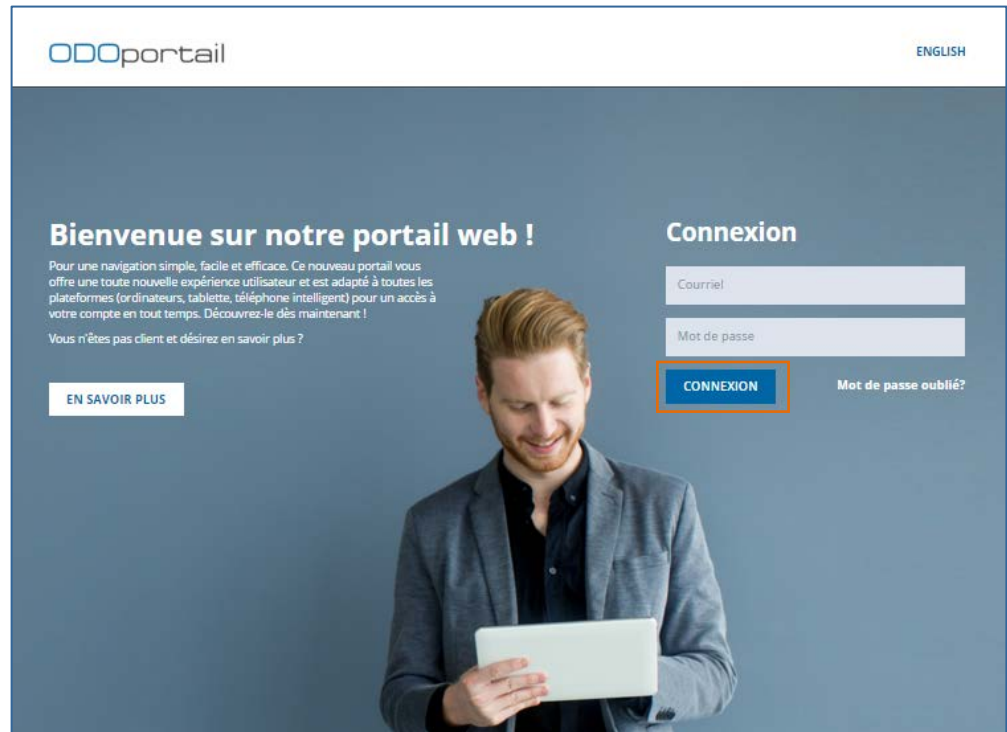 ODOportail
ENGLISH
Bienvenue sur notre portail web !
Pour une navigation simple, facile et efficace. Ce nouveau portail vous
offre une toute nouvelle expérience utilisateur et est adapté à toutes les
plateformes (ordinateurs, tablette, téléphone intelligent) pour un accès à
votre compte en tout temps. Découvrez-le dès maintenant !
Vous n'êtes pas client et désirez en savoir plus ?
EN SAVOIR PLUS
Connexion
Courriel
Mot de passe
CONNEXION
Mot de passe oublié?